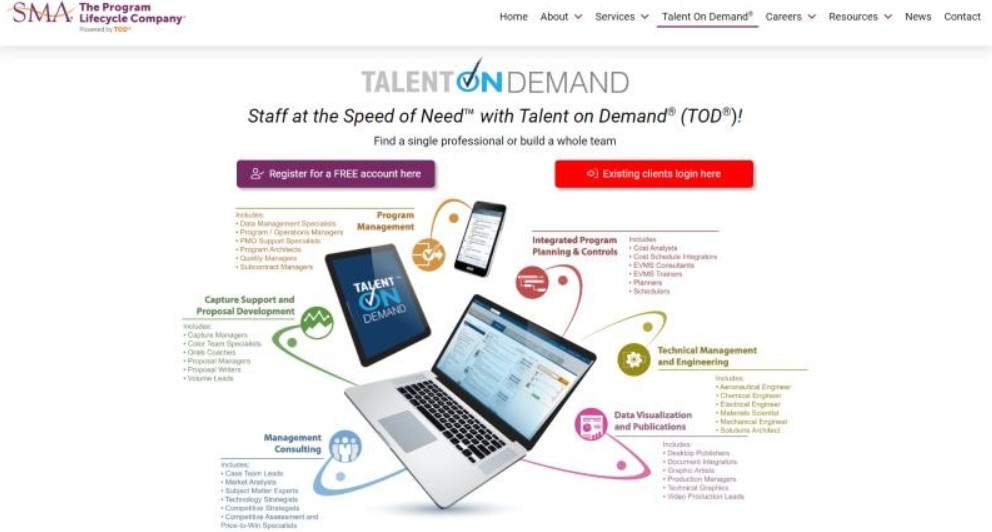 SMA The Program
Lifecycle Company
Powered by TOD
Home About Services Talent On Demand® Careers Resources News Contact
TALENT ON DEMAND
Staff at the Speed of Need™ with Talent on Demand® (TOD®)!
Find a single professional or build a whole team
Register for a FREE account here
Existing clients login here
Program
Management
Includes:
• Data Management Specialists
• Program / Operations Managers
• PMO Support Specialists
• Program Architects
• Quality Managers
• Subcontract Managers
Integrated Program
Planning & Controls
Includes
• Cost Analysts
• Cost Schedule Integrators
• EVMS Consultants
• EVMS Trainers
• Planners
• Schedulers
TALENT
ON
DEMAND
Capture Support and
Proposal Development
Includes:
• Capture Managers
• Color Team Specialists
• Orals Coaches
• Proposal Managers
• Proposal Writers
• Volume Leads
Technical Management
and Engineering
Includes:
• Aeronautical Engineer
• Chemical Engineer
• Electrical Engineer
• Materials Scientist
• Mechanical Engineer
• Solutions Architect
Data Visualization
and Publications
Includes:
• Desktop Publishers
• Document Integrators
• Graphic Artists
• Production Managers
• Technical Graphics
• Video Production Leads
Management
Consulting
Includes:
• Case Team Leads
• Market Analysts
• Subject Matter Experts
• Technology Strategists
• Competitive Strategists
• Competitive Assessment and
Price-to-Win Specialists